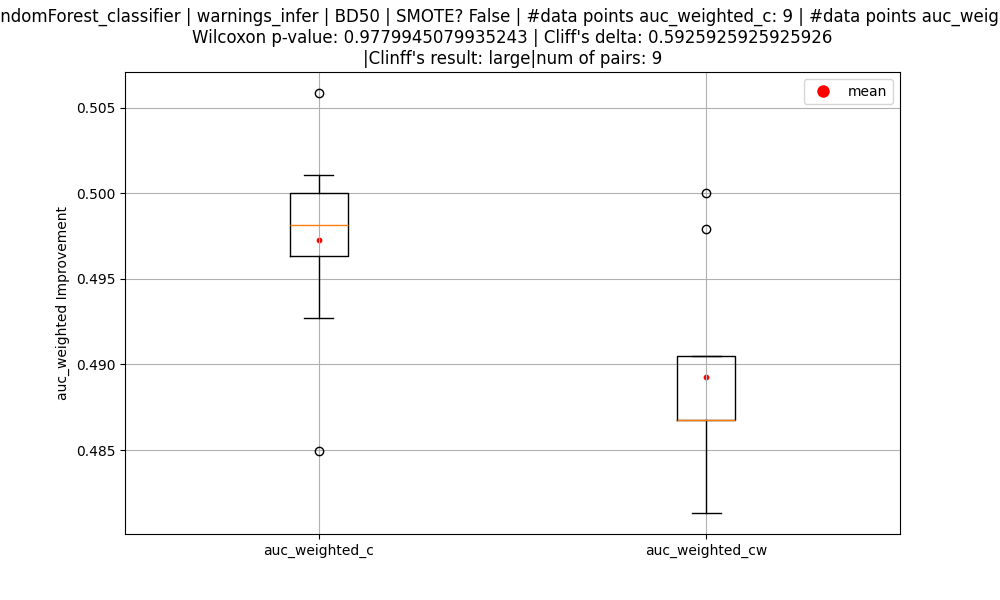 ndomForest_classifier | warnings_infer | BD50 | SMOTE? False | #data points auc_weighted_c: 9 | #data points auc_weig
Wilcoxon p-value: 0.9779945079935243 | Cliff's delta: 0.5925925925925926
|Clinff's result: large|num of pairs: 9
mean
0.505
0.500
0.495
0.490
0.485
auc_weighted Improvement
auc_weighted_c
auc_weighted_cw